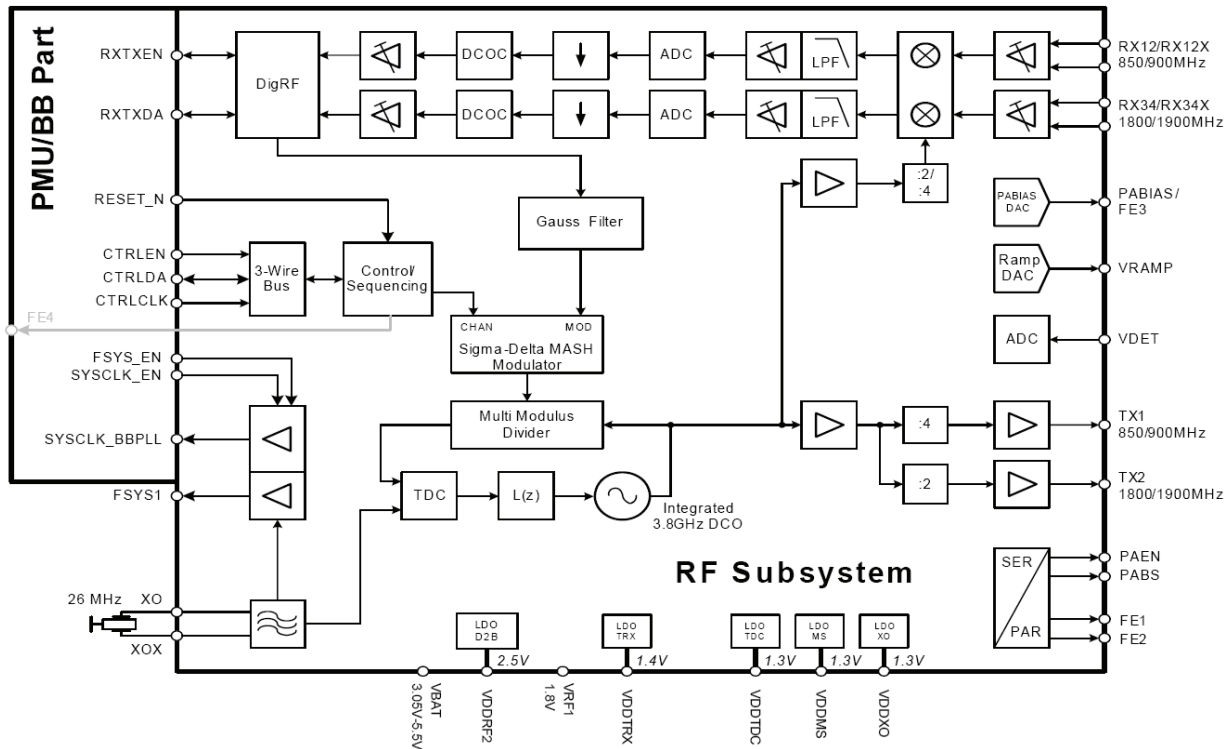 PMU/BB Part
RXTXEN
RXTXDA
DigRF
DCOC
ADC
LPF
RX12/RX12X
850/900MHz
DCOC
ADC
LPF
RX34/RX34X
1800/1900MHz
:2/
:4
RESET_N
Gauss Filter
PABIAS
DAC
PABIAS/
FE3
CTRLEN
CTRLDA
CTRLCLK
3-Wire
Bus
Control/
Sequencing
Ramp
DAC
VRAMP
FE4
CHAN
MOD
Sigma-Delta MASH
Modulator
ADC
VDET
FSYS_EN
SYSCLK_EN
SYSCLK_BBPLL
FSYS1
Multi Modulus
Divider
:4
TX1
850/900MHz
TDC
L(z)
Integrated
3.8GHz DCO
:2
TX2
1800/1900MHz
RF Subsystem
SER
PAR
PAEN
PABS
FE1
FE2
26 MHz
XO
XOX
LDO
D2B
2.5V
LDO
TRX
1.4V
LDO
TDC
1.3V
LDO
MS
1.3V
LDO
XO
1.3V
VBAT
3.05V-5.5V
VDDRF2
VRF1
1.8V
VDDTRX
VDDTDC
VDDMS
VDDXO